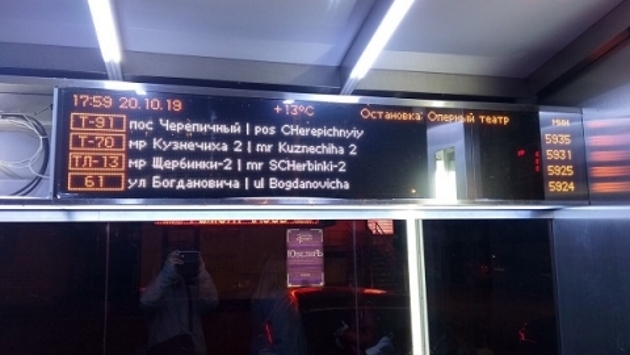 17:59 20.10.19 +13°C Остановка: Оперный театр мин
Т-91 пос Черепичный | pos CHerepichnyiy 5935
Т-70 мр Кузнечиха 2 | mr Kuznechiha 2 5931
ТЛ-13 мр Щербинки-2 | mr SCHerbinki-2 5925
61 ул Богдановича | ul Bogdanovicha 5924